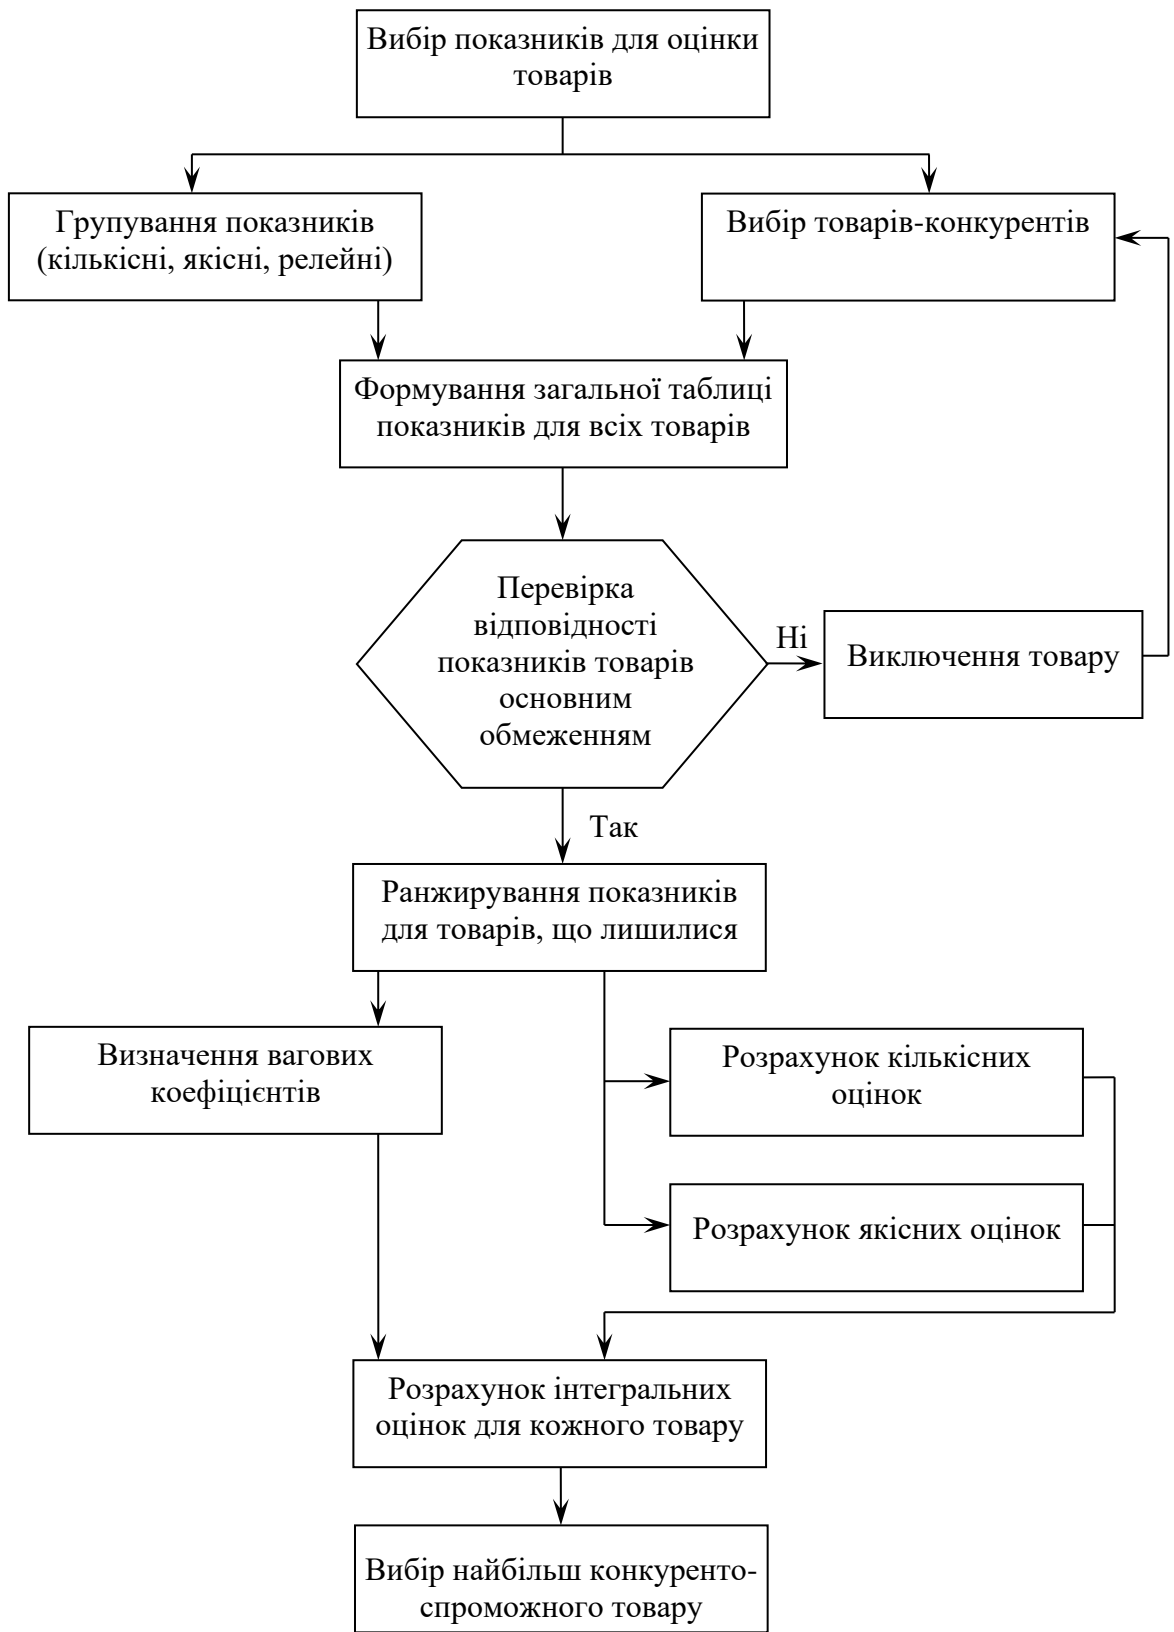 Вибір показників для оцінки
товарів
Групування показників
(кількісні, якісні, релейні)
Вибір товарів-конкурентів
Формування загальної таблиці
показників для всіх товарів
Перевірка
відповідності
показників товарів
основним
обмеженням
Ні
Виключення товару
Так
Ранжирування показників
для товарів, що лишилися
Визначення вагових
коефіцієнтів
Розрахунок кількісних
оцінок
Розрахунок якісних оцінок
Розрахунок інтегральних
оцінок для кожного товару
Вибір найбільш конкуренто-
спроможного товару